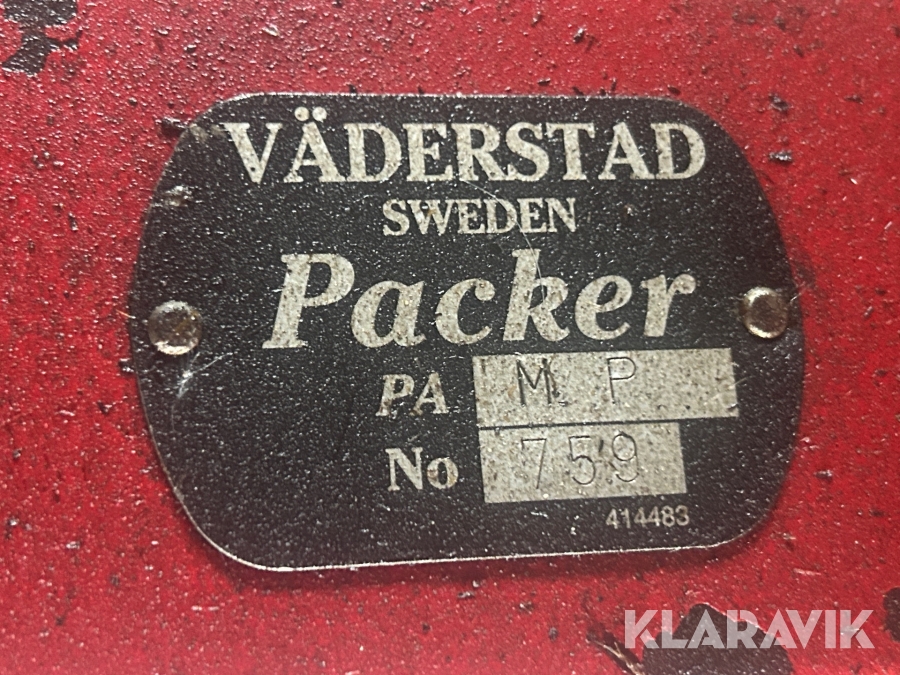 VÄDERSTAD
SWEDEN
Packer
PA M P
No 759
414483
KLARAVIK